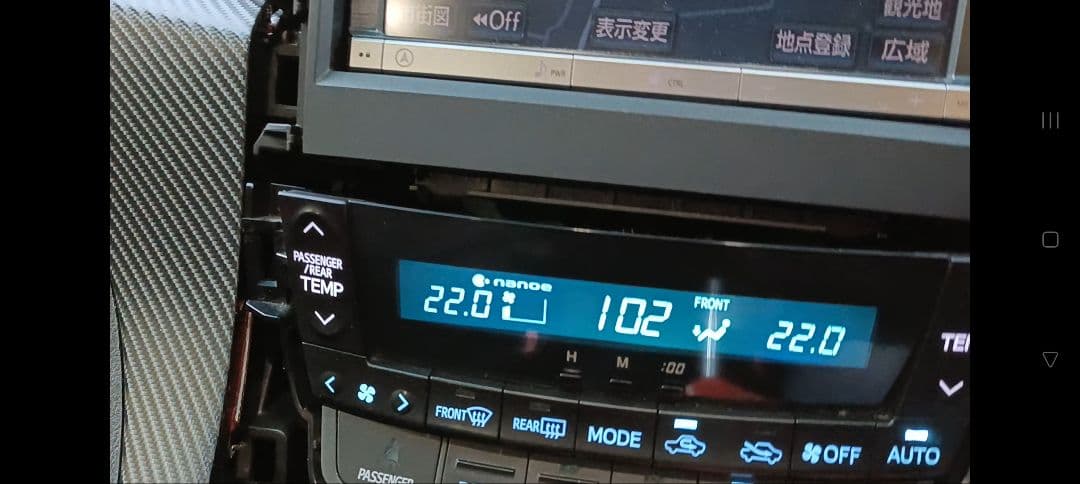 街図
◀◀Off
表示変更
観光地
地点登録
広域
PWR
CTRL
PASSENGER
/REAR
TEMP
nanoe
22.0
102
FRONT
22.0
H
M
:00
FRONT
REAR
MODE
OFF
AUTO
PASSENGER